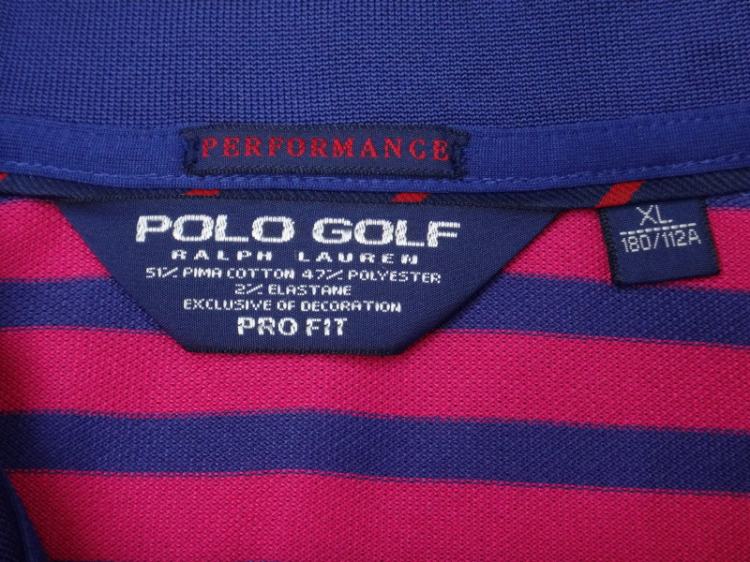 PERFORMANCE
POLO GOLF
RALPH LAUREN
51% PIMA COTTON 47% POLYESTER
2% ELASTANE
EXCLUSIVE OF DECORATION
PRO FIT
XL
180/112A